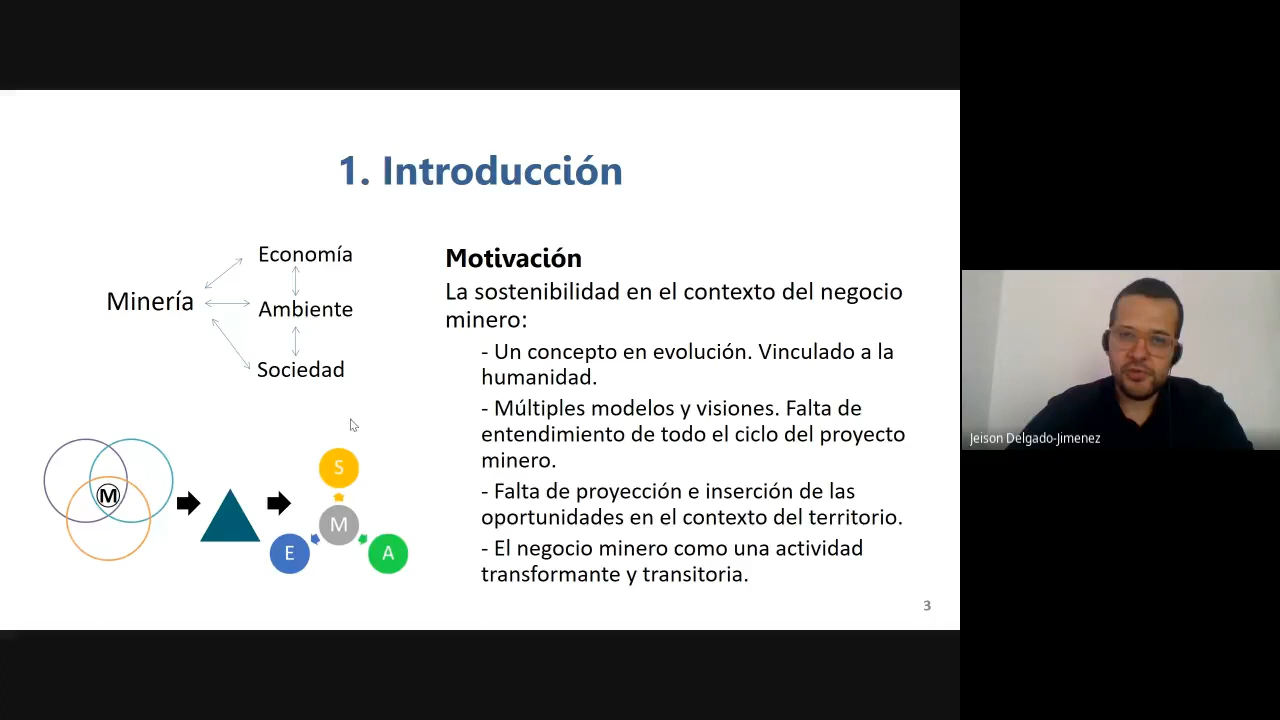 1. Introducción
Economía
Minería
Ambiente
Sociedad
M
S
M
E
A
Motivación
La sostenibilidad en el contexto del negocio
minero:
- Un concepto en evolución. Vinculado a la
humanidad.
- Múltiples modelos y visiones. Falta de
entendimiento de todo el ciclo del proyecto
minero.
- Falta de proyección e inserción de las
oportunidades en el contexto del territorio.
- El negocio minero como una actividad
transformante y transitoria.
3
Jeison Delgado-Jimenez